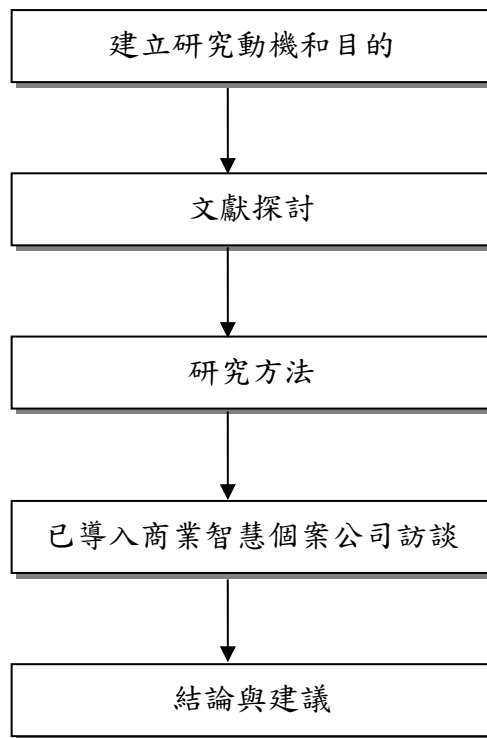 建立研究動機和目的
文獻探討
研究方法
已導入商業智慧個案公司訪談
結論與建議